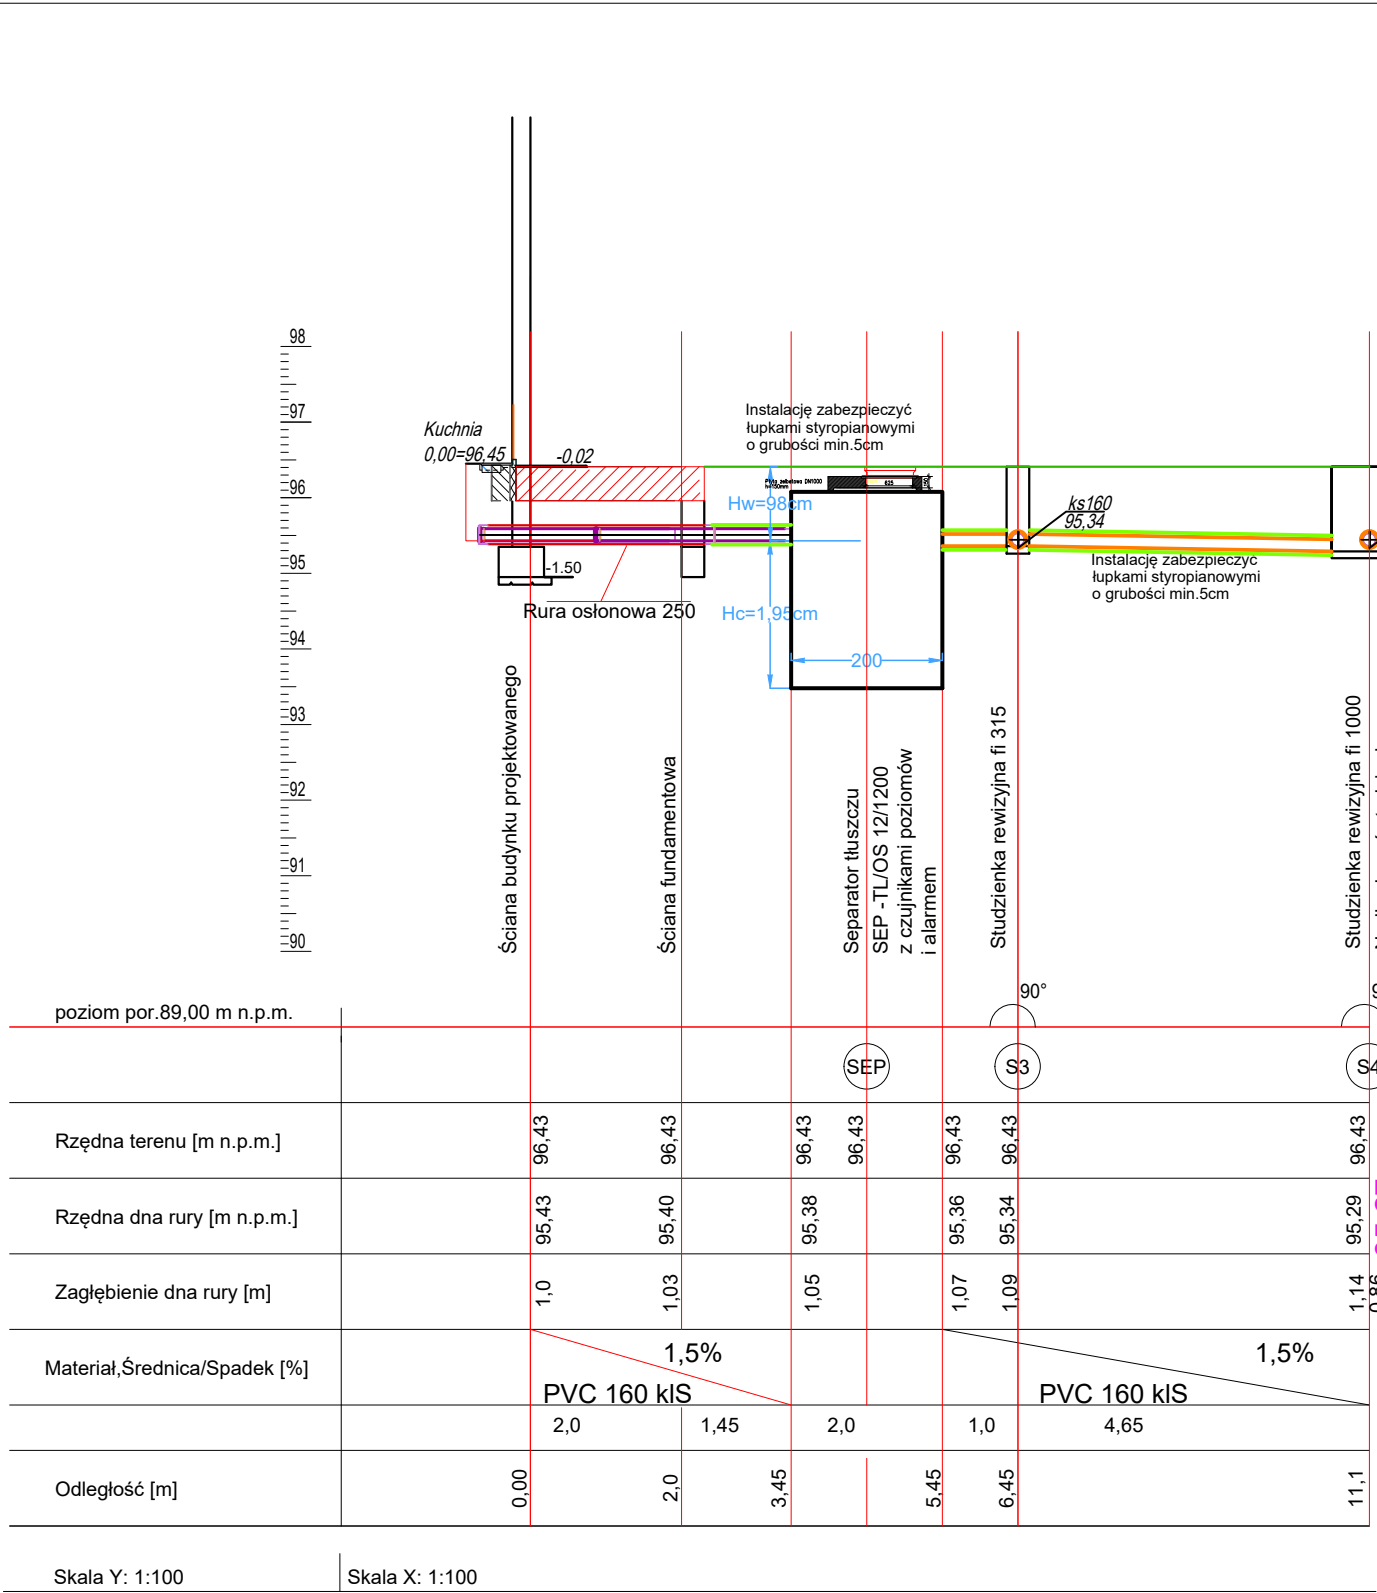 98
97
96
95
94
93
92
91
90
Kuchnia
0,00=96,45
-0,02
-1.50
Rura osłonowa 250
Instalację zabezpieczyć
łupkami styropianowymi
o grubości min.5cm
DN1000
625
Hw=98cm
Hc=1,95cm
200
ks160
95,34
Instalację zabezpieczyć
łupkami styropianowymi
o grubości min.5cm
Ściana budynku projektowanego
Ściana fundamentowa
Separator tłuszczu
SEP -TL/OS 12/1200
z czujnikami poziomów
i alarmem
Studzienka rewizyjna fi 315
Studzienka rewizyjna fi 1000
poziom por.89,00 m n.p.m.
90°
SEP S3 S4
Rzędna terenu [m n.p.m.] 96,43 96,43 96,43 96,43 96,43 96,43 96,43
Rzędna dna rury [m n.p.m.] 95,43 95,40 95,38 95,36 95,34 95,29
Zagłębienie dna rury [m] 1,0 1,03 1,05 1,07 1,09 1,14 0,86
Materiał,Średnica/Spadek [%] 1,5% 1,5%
PVC 160 klS PVC 160 klS
2,0 1,45 2,0 1,0 4,65
Odległość [m] 0,00 2,0 3,45 5,45 6,45 11,1
Skala Y: 1:100 Skala X: 1:100